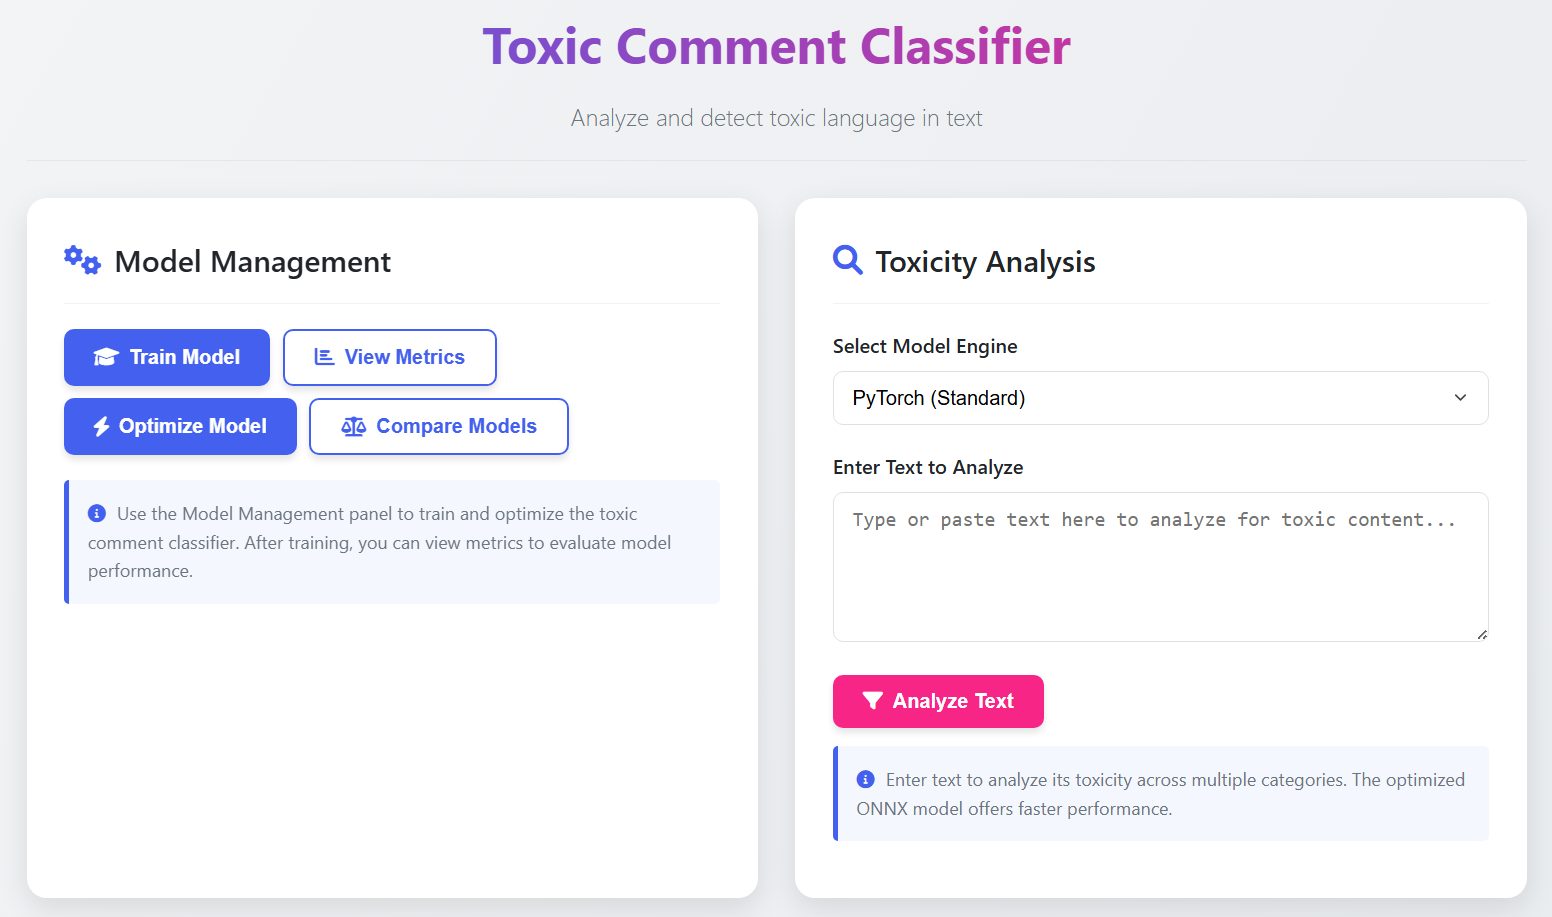 Toxic Comment Classifier
Analyze and detect toxic language in text
Model Management
Train Model
View Metrics
Optimize Model
Compare Models
Use the Model Management panel to train and optimize the toxic
comment classifier. After training, you can view metrics to evaluate model
performance.
Toxicity Analysis
Select Model Engine
PyTorch (Standard)
Enter Text to Analyze
Type or paste text here to analyze for toxic content...
Analyze Text
Enter text to analyze its toxicity across multiple categories. The optimized
ONNX model offers faster performance.